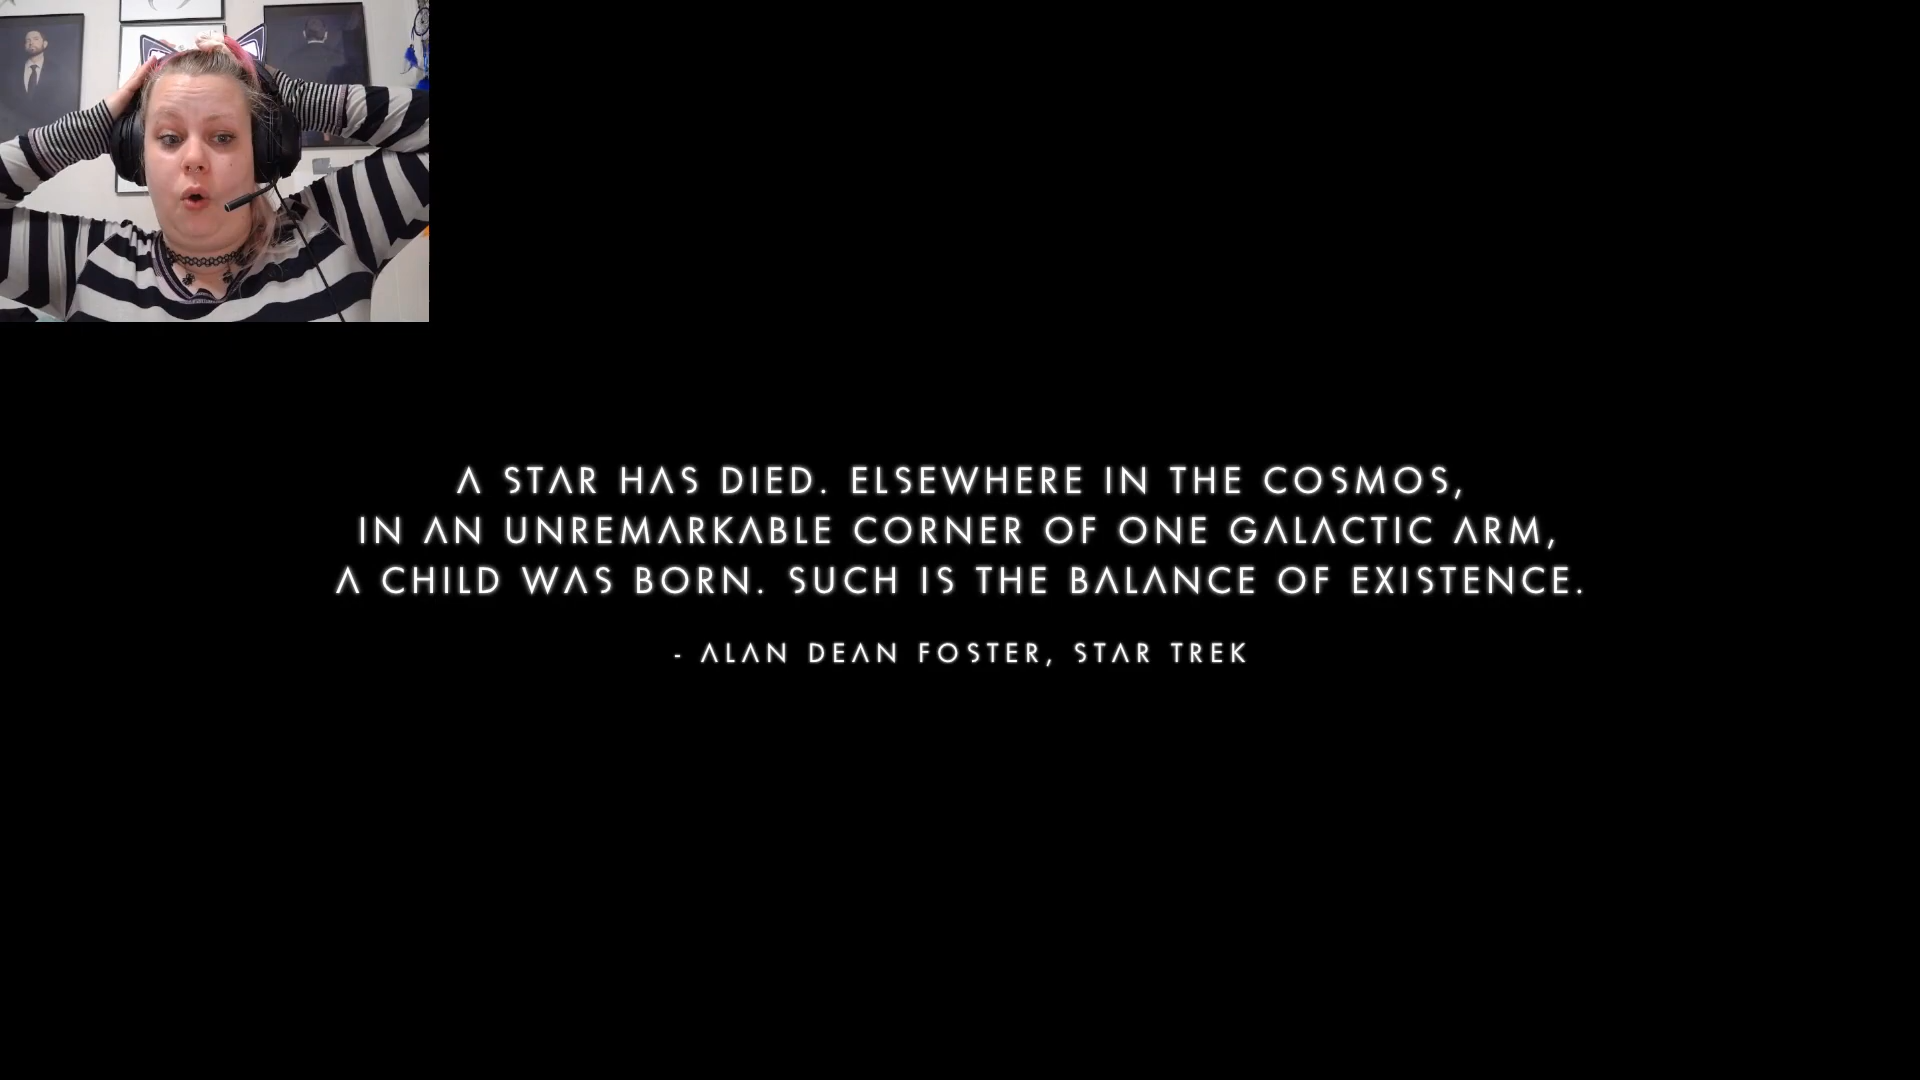 A STAR HAS DIED. ELSEWHERE IN THE COSMOS,
IN AN UNREMARKABLE CORNER OF ONE GALACTIC ARM,
A CHILD WAS BORN. SUCH IS THE BALANCE OF EXISTENCE.
- ALAN DEAN FOSTER, STAR TREK